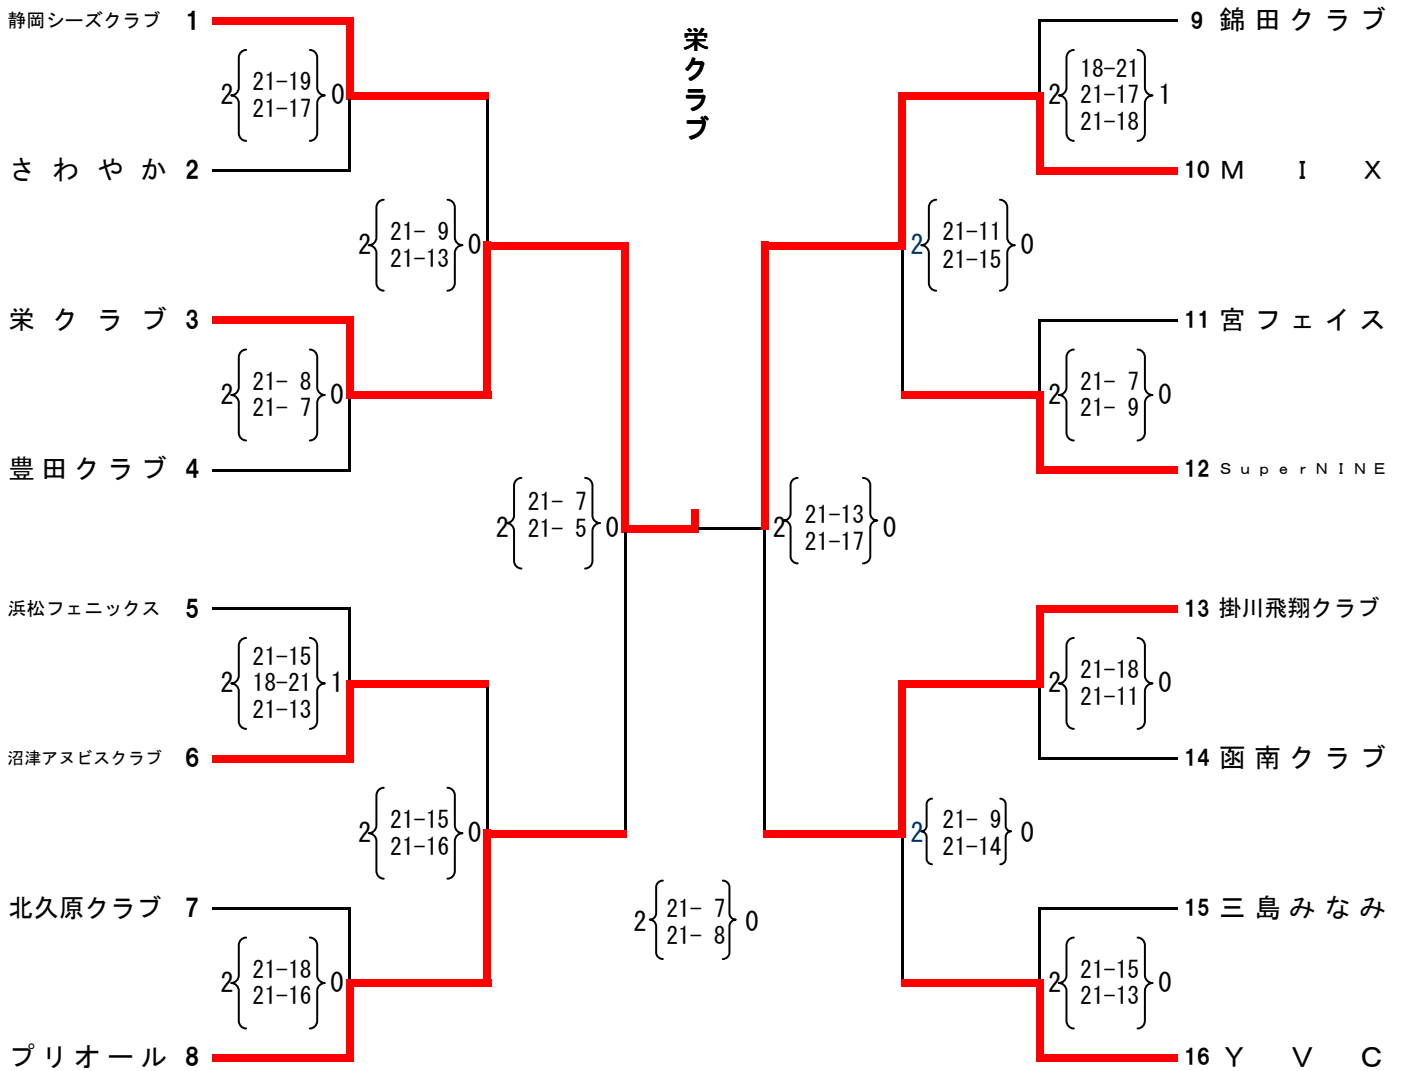 静岡シーズクラブ 1
2 21-19 0
21-17
さわやか 2
2 21- 9 0
21-13
栄クラブ 3
2 21- 8 0
21- 7
豊田クラブ 4
2 21- 7 0
21- 5
浜松フェニックス 5
21-15
2 18-21 1
21-13
沼津アヌビスクラブ 6
2 21-15 0
21-16
北久原クラブ 7
2 21-18 0
21-16
プリオール 8
栄クラブ
2 21- 7 0
21- 8
9 錦田クラブ
18-21
2 21-17 1
21-18
10 MIX
2 21-11 0
21-15
11 宮フェイス
2 21- 7 0
21- 9
12 SuperNINE
2 21-13 0
21-17
13 掛川飛翔クラブ
2 21-18 0
21-11
14 函南クラブ
2 21- 9 0
21-14
15 三島みなみ
2 21-15 0
21-13
16 YVC